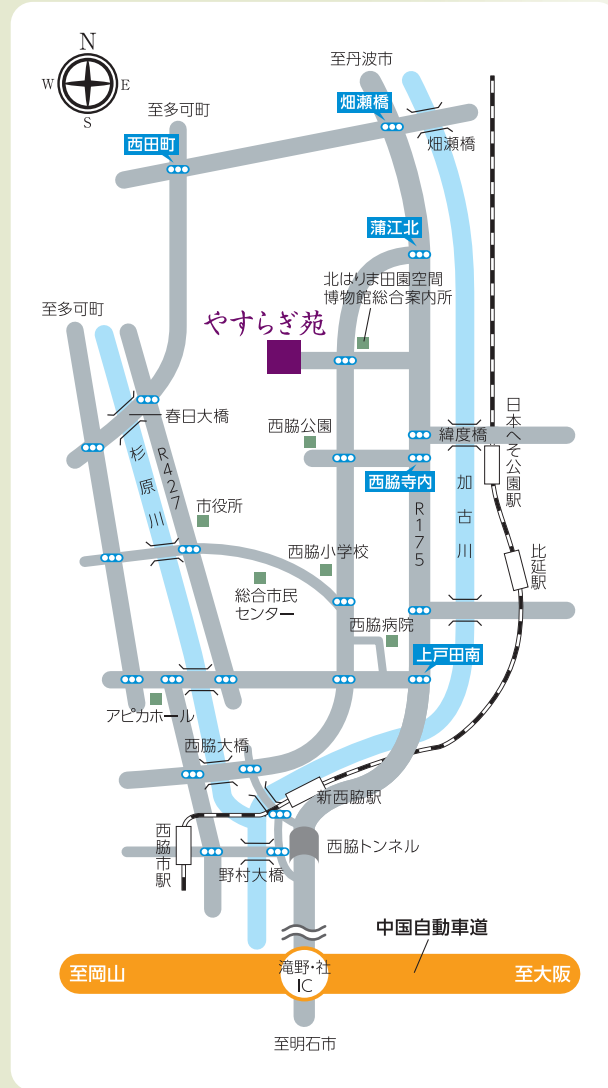 N
W
E
S
至丹波市
畑瀬橋
至多可町
西田町
畑瀬橋
蒲江北
北はりま田園空間
博物館総合案内所
至多可町
やすらぎ苑
春日大橋
西脇公園
緯度橋
日本へそ公園駅
杉原川
R427
西脇寺内
加古川
市役所
R175
西脇小学校
比延駅
総合市民
センター
西脇病院
上戸田南
アピカホール
西脇大橋
新西脇駅
西脇市駅
西脇トンネル
野村大橋
中国自動車道
至岡山
滝野・社
IC
至大阪
至明石市